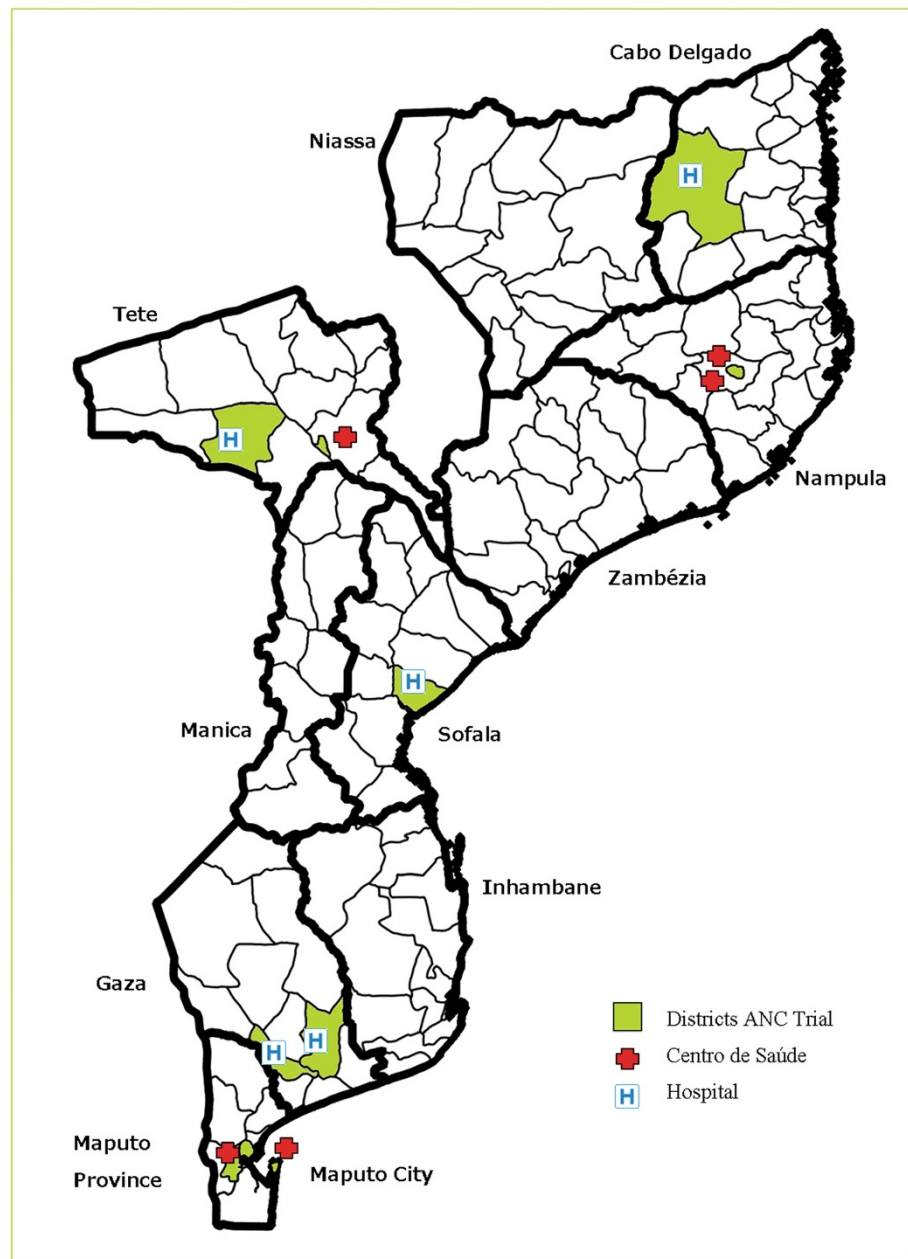 Cabo Delgado
Niassa
H
Tete
H
Nampula
Zambézia
H
Manica
Sofala
Inhambane
Gaza
H
H
Districts ANC Trial
Centro de Saúde
H Hospital
Maputo
Province
Maputo City